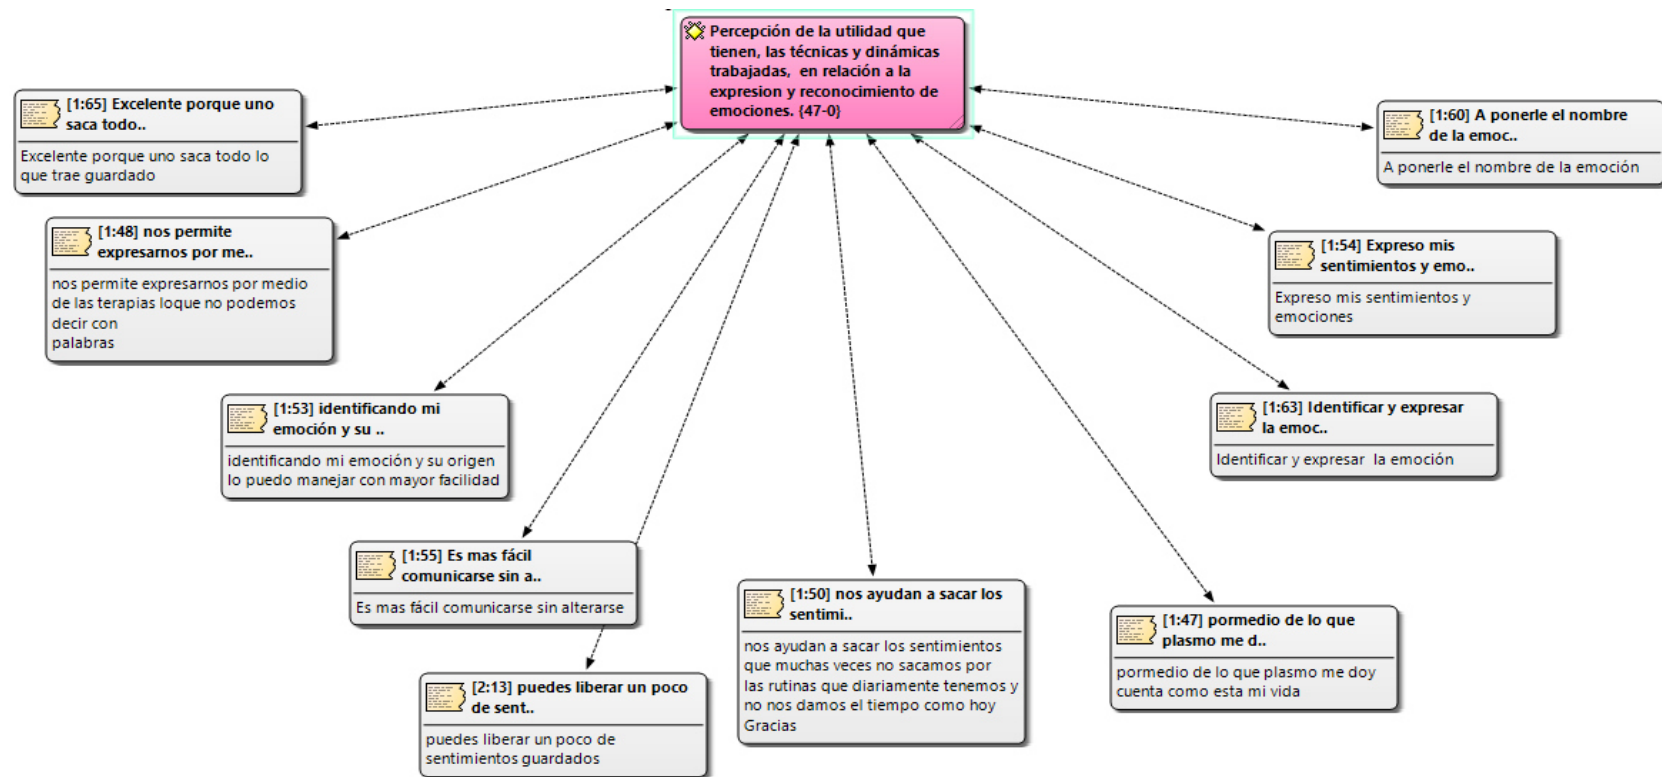 Percepción de la utilidad que
tienen, las técnicas y dinámicas
trabajadas, en relación a la
expresion y reconocimiento de
emociones. {47-0}
[1:65] Excelente porque uno
saca todo..
Excelente porque uno saca todo lo
que trae guardado
[1:60] A ponerle el nombre
de la emoc..
A ponerle el nombre de la emoción
[1:48] nos permite
expresarnos por me..
nos permite expresarnos por medio
de las terapias loque no podemos
decir con
palabras
[1:54] Expreso mis
sentimientos y emo..
Expreso mis sentimientos y
emociones
[1:53] identificando mi
emoción y su ..
identificando mi emoción y su origen
lo puedo manejar con mayor facilidad
[1:63] Identificar y expresar
la emoc..
Identificar y expresar la emoción
[1:55] Es mas fácil
comunicarse sin a..
Es mas fácil comunicarse sin alterarse
[1:50] nos ayudan a sacar los
sentimi..
nos ayudan a sacar los sentimientos
que muchas veces no sacamos por
las rutinas que diariamente tenemos y
no nos damos el tiempo como hoy
Gracias
[1:47] pormedio de lo que
plasmo me d..
pormedio de lo que plasmo me doy
cuenta como esta mi vida
[2:13] puedes liberar un poco
de sent..
puedes liberar un poco de
sentimientos guardados